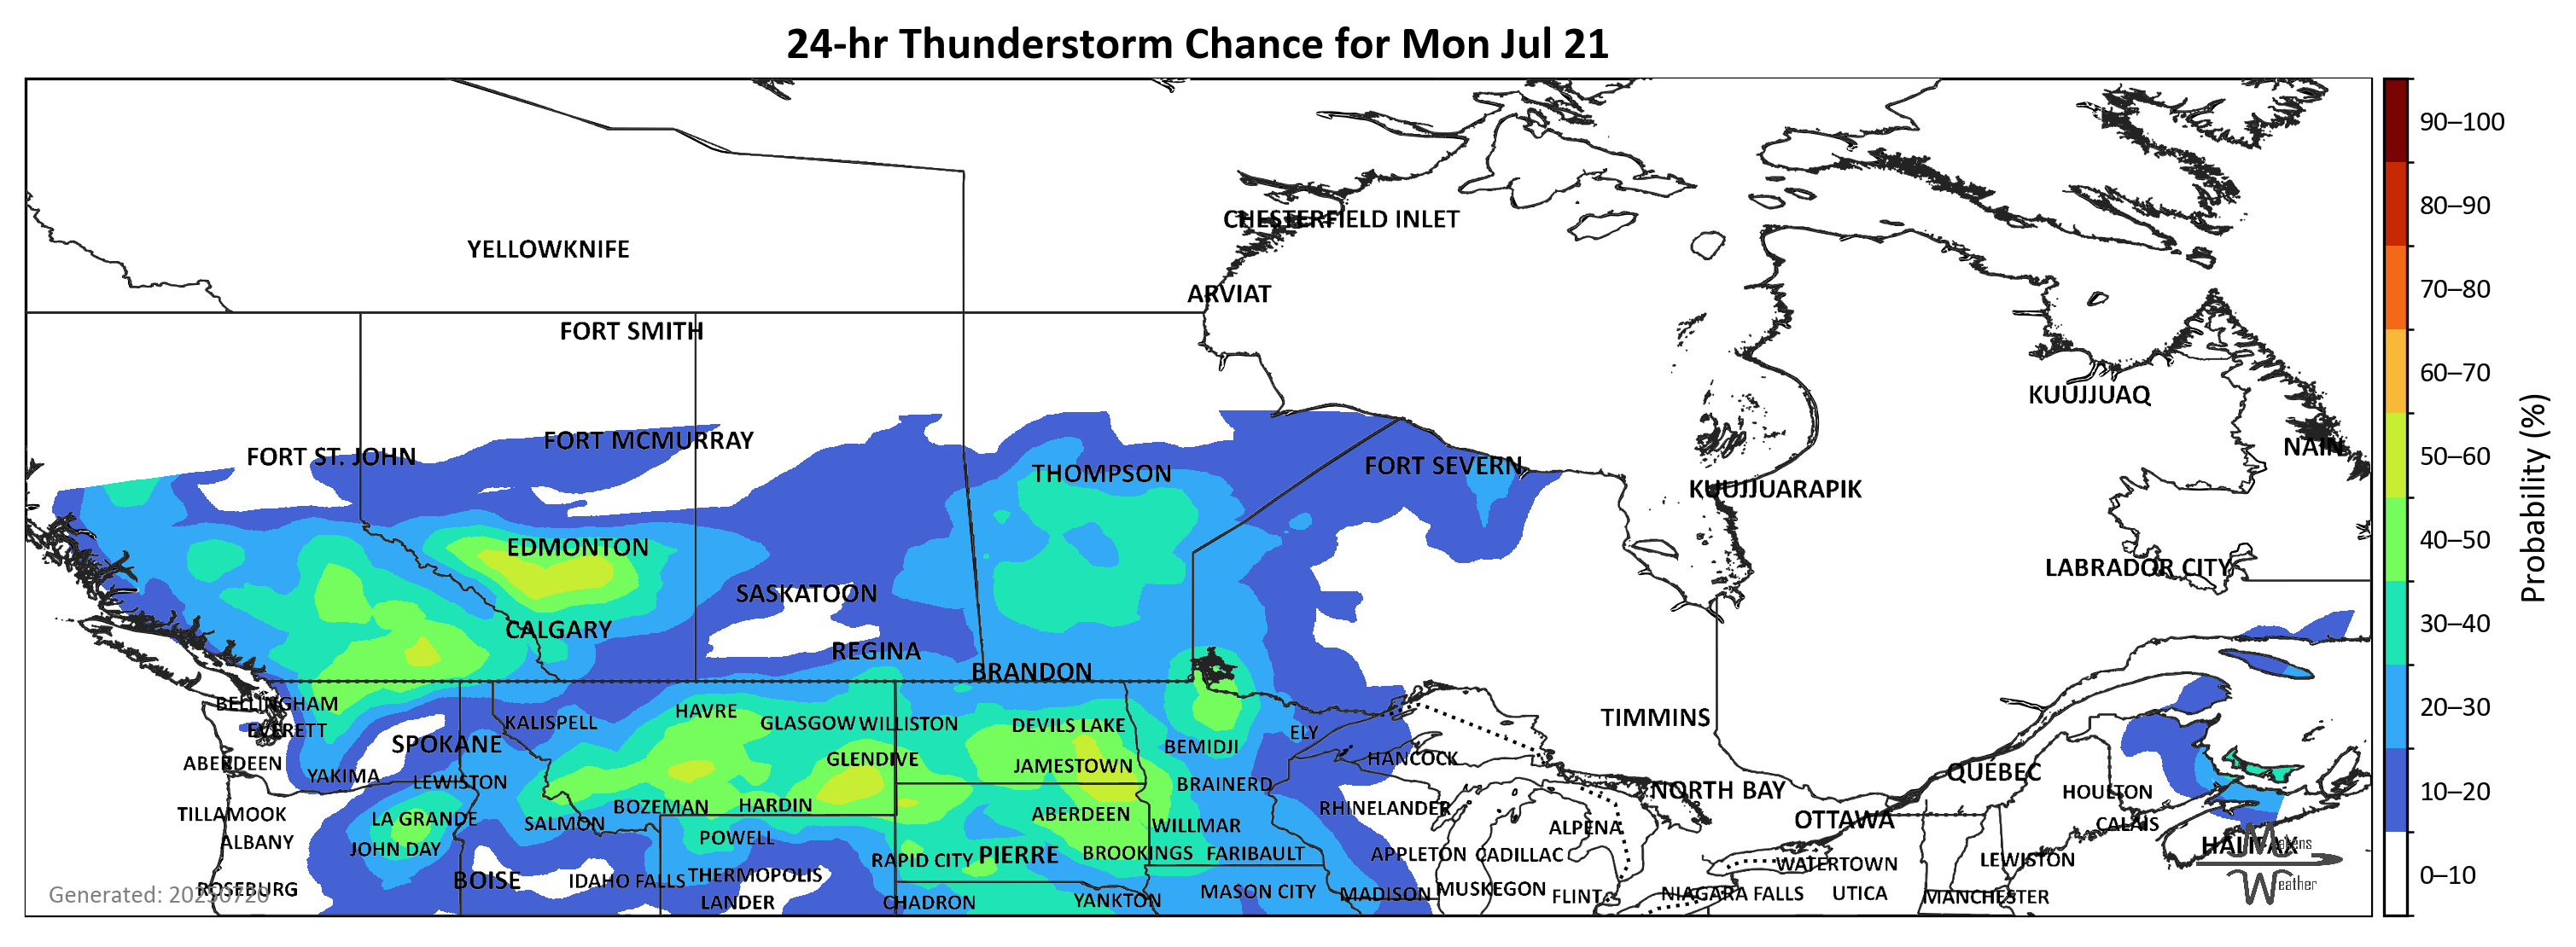 24-hr Thunderstorm Chance for Mon Jul 21
90–100
80–90
70–80
60–70
50–60
40–50
30–40
20–30
10–20
0–10
Probability (%)
CHESTERFIELD INLET
YELLOWKNIFE
ARVIAT
FORT SMITH
KUUJJUAQ
FORT MCMURRAY
NAIN
FORT ST. JOHN
FORT SEVERN
THOMPSON
KUUJJUARAPIK
EDMONTON
LABRADOR CITY
SASKATOON
CALGARY
REGINA
BRANDON
BELLINGHAM
HAVRE
TIMMINS
KALISPELL
GLASGOW
WILLISTON
DEVILS LAKE
EVERETT
ELY
SPOKANE
BEMIDJI
GLENDIVE
HANCOCK
ABERDEEN
JAMESTOWN
QUÉBEC
YAKIMA
LEWISTON
BRAINERD
NORTH BAY
HOULTON
BOZEMAN
HARDIN
RHINELANDER
TILLAMOOK
ABERDEEN
LA GRANDE
OTTAWA
SALMON
WILLMAR
CALAIS
ALPENA
POWELL
ALBANY
HALIFAX
JOHN DAY
BROOKINGS
FARIBAULT
APPLETON
CADILLAC
PIERRE
RAPID CITY
LEWISTON
WATERTOWN
THERMOPOLIS
BOISE
IDAHO FALLS
ROSEBURG
MUSKEGON
MASON CITY
MADISON
NIAGARA FALLS
UTICA
FLINT
MANCHESTER
LANDER
CHADRON
YANKTON
Weather